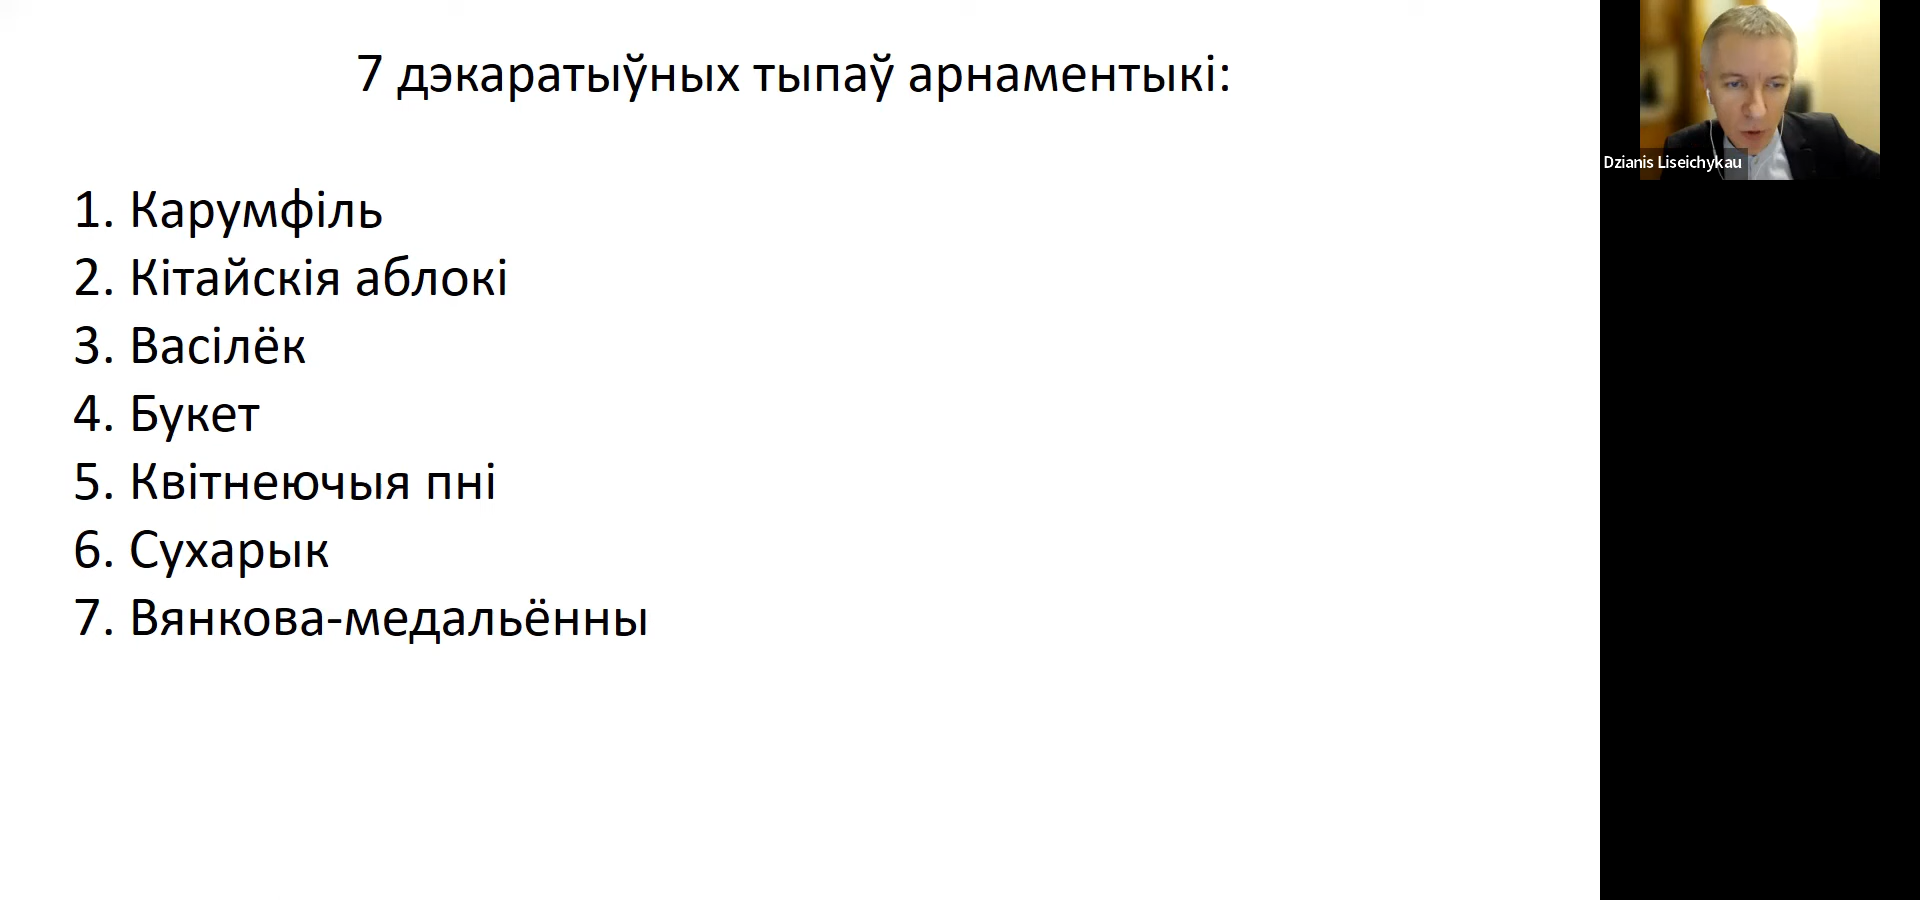 7 дэкаратыўных тыпаў арнаментыкі:
1. Карумфіль
2. Кітайскія аблокі
3. Васілёк
4. Букет
5. Квітнеючыя пні
6. Сухарык
7. Вянкова-медальённы
Dzianis Liseichykau